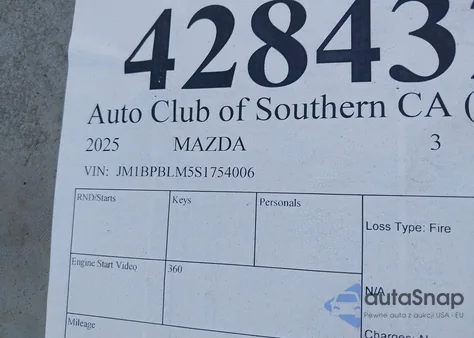 42843
Auto Club of Southern CA (
2025 MAZDA 3
VIN: JM1BPBLM5S1754006
RND/Starts Keys Personals
Loss Type: Fire
Engine Start Video 360
N/A
Mileage
Charges: N
autaSnap
Pewne auto z aukcji USA - EU